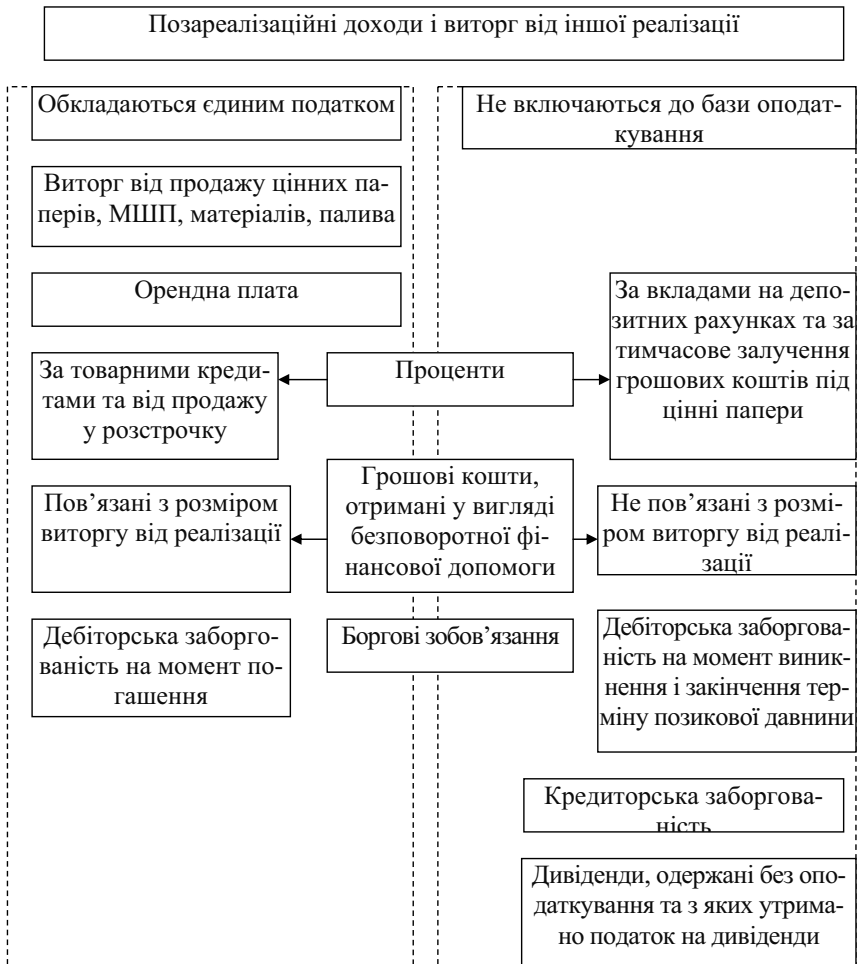 Позареалізаційні доходи і виторг від іншої реалізації
Обкладаються єдиним податком
Не включаються до бази оподат-
кування
Виторг від продажу цінних па-
перів, МШП, матеріалів, палива
Орендна плата
За вкладами на депо-
зитних рахунках та за
тимчасове залучення
грошових коштів під
цінні папери
За товарними креди-
тами та від продажу
у розстрочку
Проценти
Грошові кошти,
отримані у вигляді
безповоротної фі-
нансової допомоги
Пов’язані з розміром
виторгу від реалізації
Не пов’язані з розмі-
ром виторгу від реалі-
зації
Дебіторська заборго-
ваність на момент по-
гашення
Боргові зобов’язання
Дебіторська заборгова-
ність на момент виник-
нення і закінчення тер-
міну позикової давнини
Кредиторська заборгова-
ність
Дивіденди, одержані без опо-
даткування та з яких утрима-
но податок на дивіденди